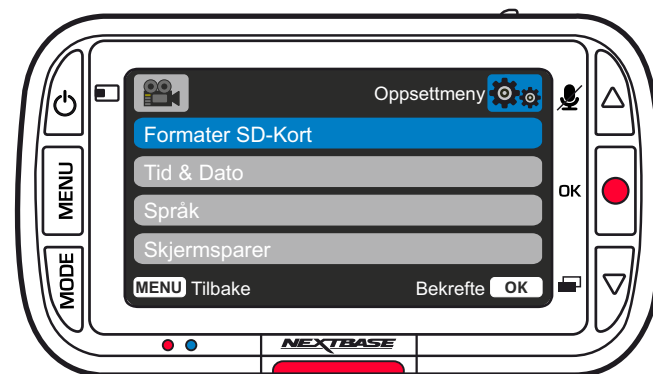 Oppsettmeny
Formater SD-Kort
Tid & Dato
Språk
Skjermsparer
MENU Tilbake Bekrefte OK
MENU
MODE
OK
NEXTBASE